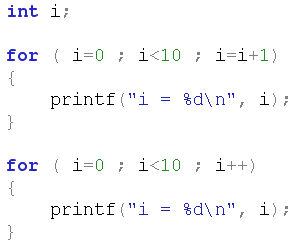 int i;
for ( i=0 ; i<10 ; i=i+1)
{
    printf("i = %d\n", i);
}
for ( i=0 ; i<10 ; i++)
{
    printf("i = %d\n", i);
}